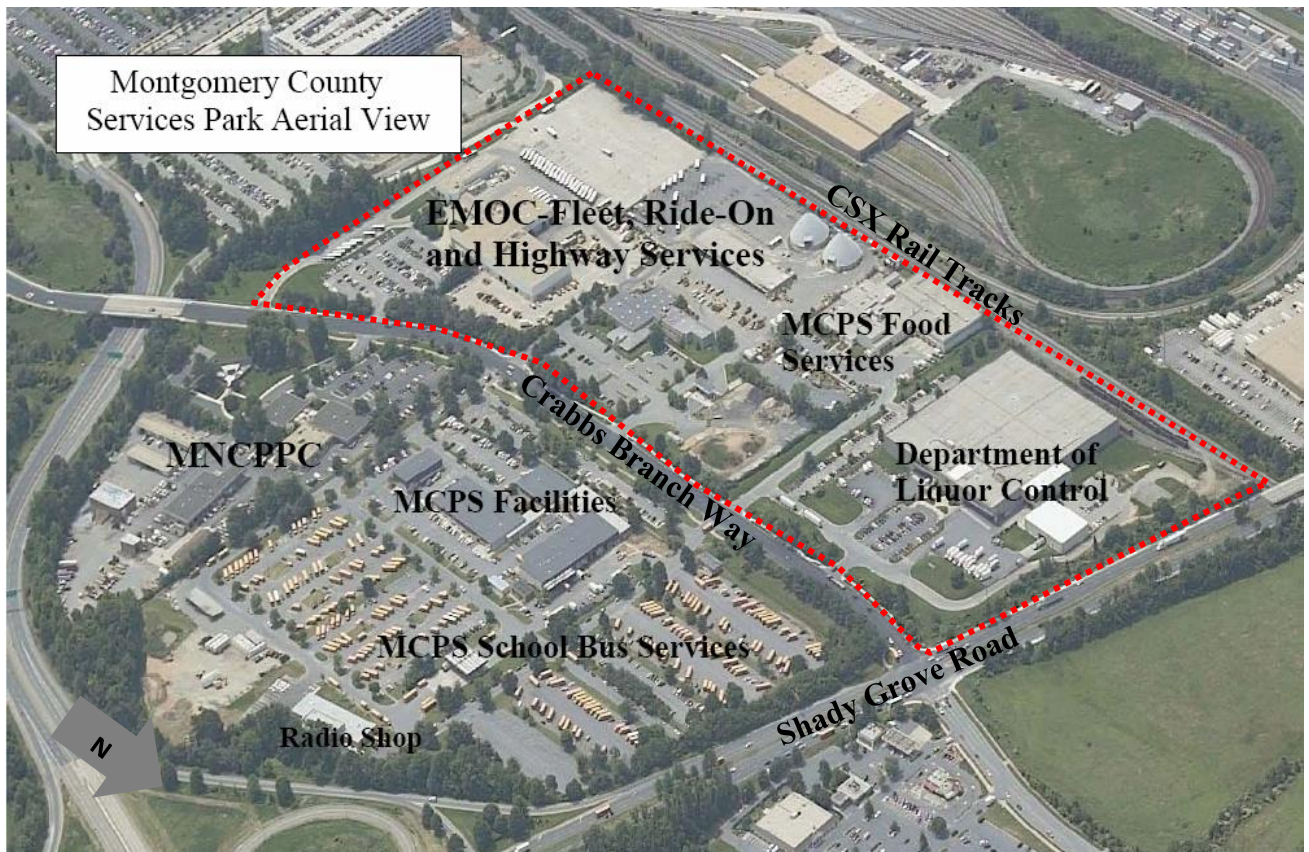 Montgomery County
Services Park Aerial View
EMOC-Fleet, Ride-On
and Highway Services
CSX Rail Tracks
MCPS Food
Services
Crabbs Branch Way
MNCPPC
MCPS Facilities
Department of
Liquor Control
MCPS School Bus Services
Shady Grove Road
Radio Shop
N